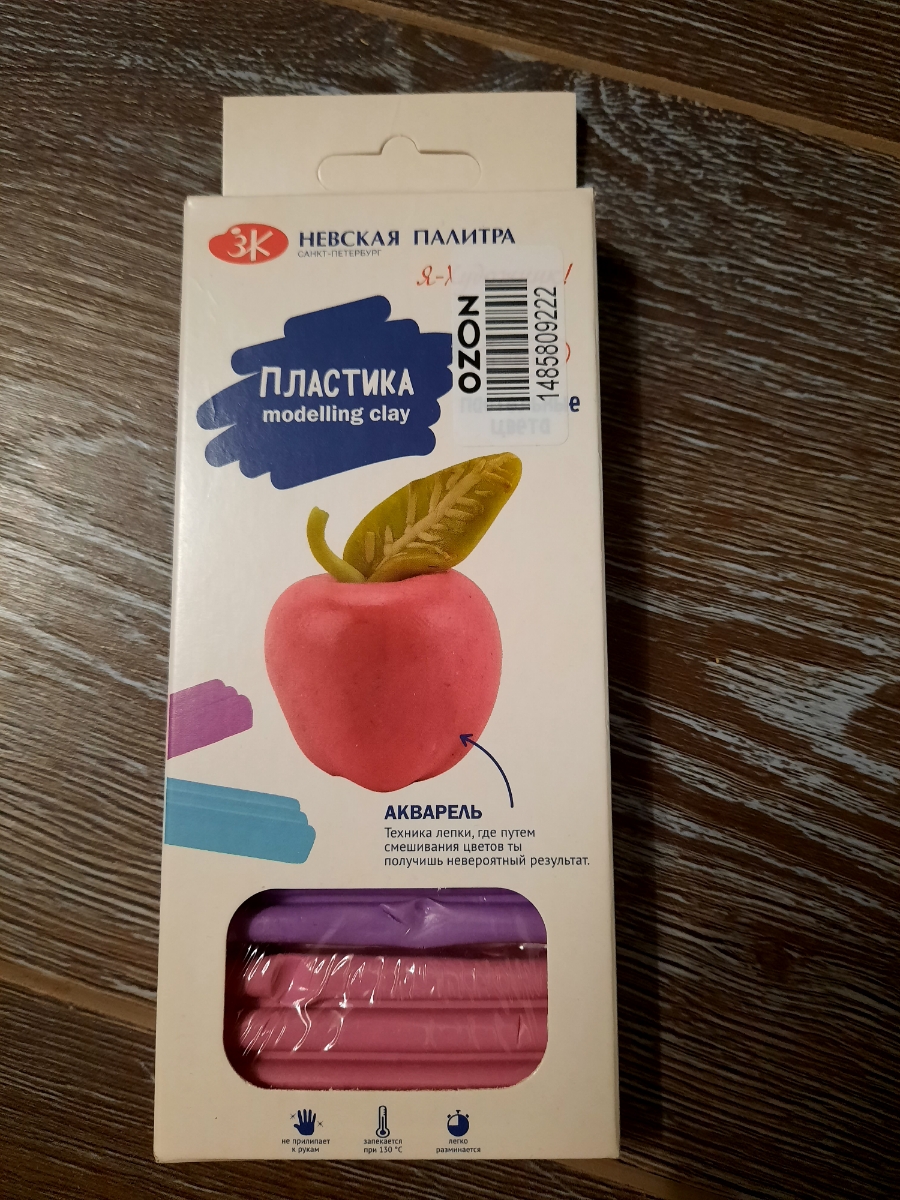 ЗК НЕВСКАЯ ПАЛИТРА
САНКТ-ПЕТЕРБУРГ
OZON
1485809222
ПЛАСТИКА
modelling clay
АКВАРЕЛЬ
Техника лепки, где путем
смешивания цветов ты
получишь невероятный результат.
не прилипает
к рукам
запекается
при 130 °C
легко
разминается